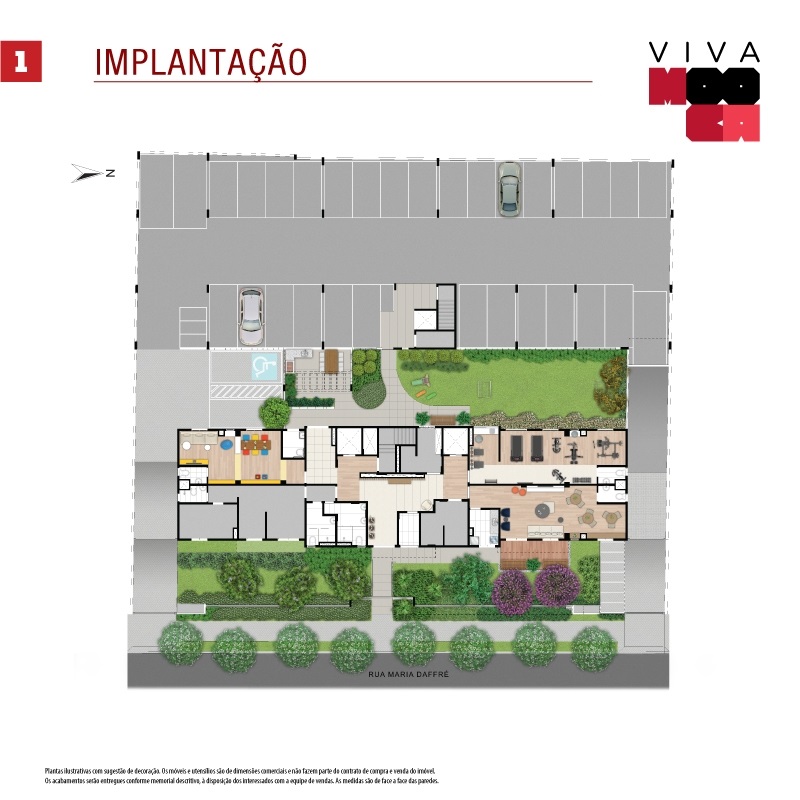 1
IMPLANTAÇÃO
VIVA
MOO
CA
N
RUA MARIA DAFFRÉ
Plantas ilustrativas com sugestão de decoração. Os móveis e utensílios são de dimensões comerciais e não fazem parte do contrato de compra e venda do imóvel.
Os acabamentos serão entregues conforme memorial descritivo, à disposição dos interessados com a equipe de vendas. As medidas são de face a face das paredes.